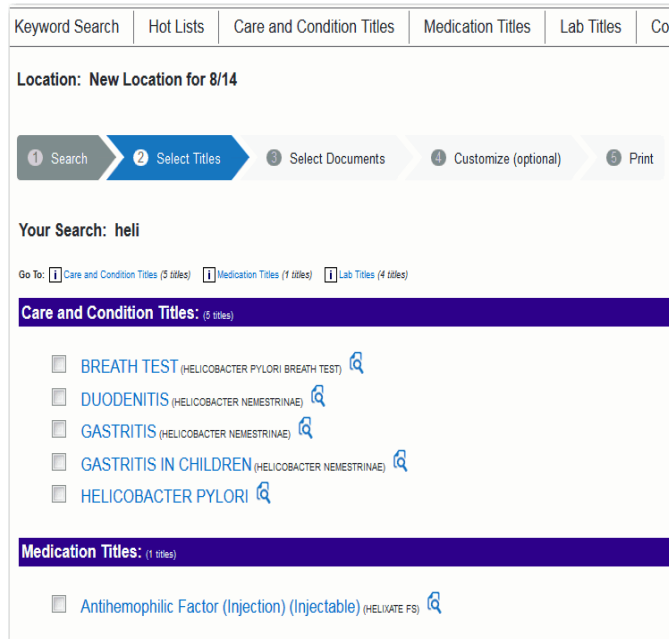 Keyword Search Hot Lists Care and Condition Titles Medication Titles Lab Titles Co
Location: New Location for 8/14
1 Search 2 Select Titles 3 Select Documents 4 Customize (optional) 5 Print
Your Search: heli
Go To: i Care and Condition Titles (5 titles) i Medication Titles (1 titles) i Lab Titles (4 titles)
Care and Condition Titles: (5 titles)
BREATH TEST (HELICOBACTER PYLORI BREATH TEST)
DUODENITIS (HELICOBACTER NEMESTRINAE)
GASTRITIS (HELICOBACTER NEMESTRINAE)
GASTRITIS IN CHILDREN (HELICOBACTER NEMESTRINAE)
HELICOBACTER PYLORI
Medication Titles: (1 titles)
Antihemophilic Factor (Injection) (Injectable) (HELIXATE FS)